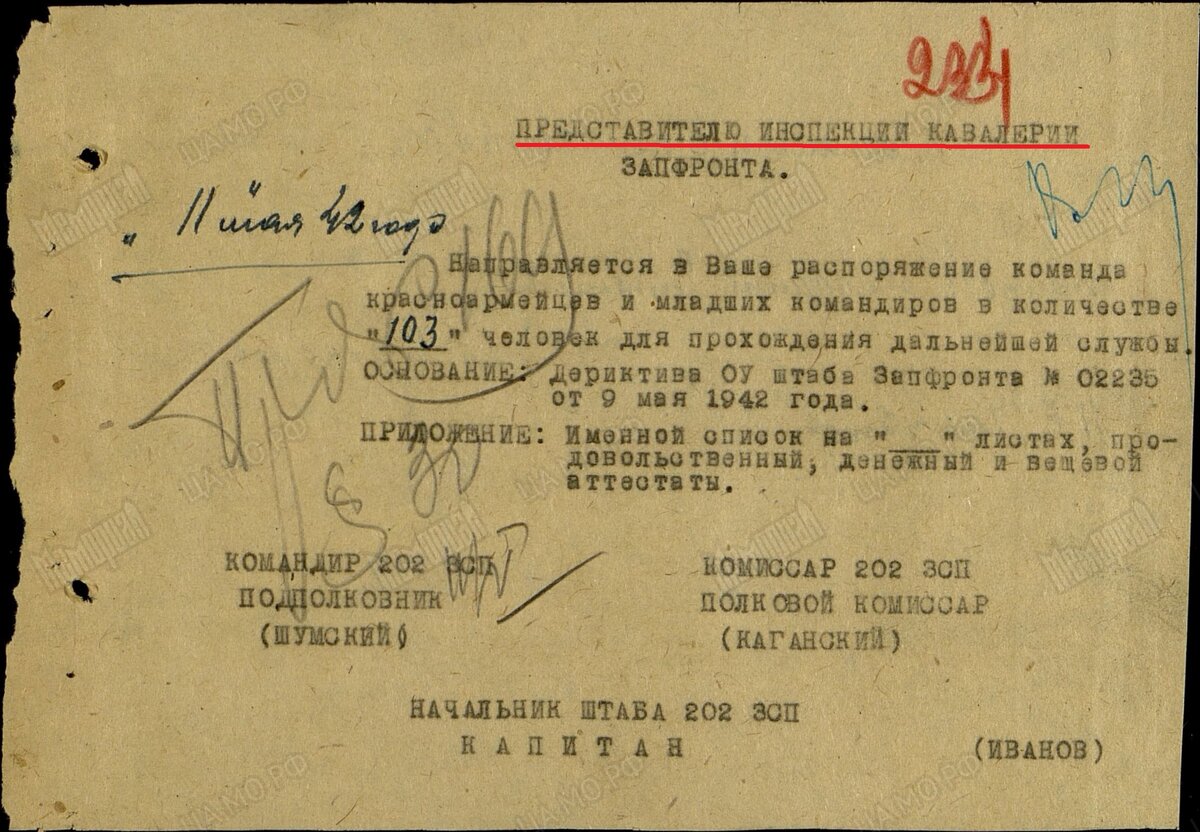 233
ПРЕДСТАВИТЕЛЮ ИНСПЕКЦИИ КАВАЛЕРИИ
ЗАПФРОНТА.
" 11 " мая 42 года
Направляется в Ваше распоряжение команда
красноармейцев и младших командиров в количестве
"103" человек для прохождения дальнейшей службы.
ОСНОВАНИЕ: Дериктива ОУ штаба Запфронта № 02235
от 9 мая 1942 года.
ПРИЛОЖЕНИЕ: Именной список на "___" листах, про-
довольственный, денежный и вещевой
аттестаты.
КОМАНДИР 202 ЗСП
ПОДПОЛКОВНИК
(ШУМСКИЙ)
КОМИССАР 202 ЗСП
ПОЛКОВОЙ КОМИССАР
(КАГАНСКИЙ)
НАЧАЛЬНИК ШТАБА 202 ЗСП
КАПИТАН (ИВАНОВ)
ЦАМО.РФ